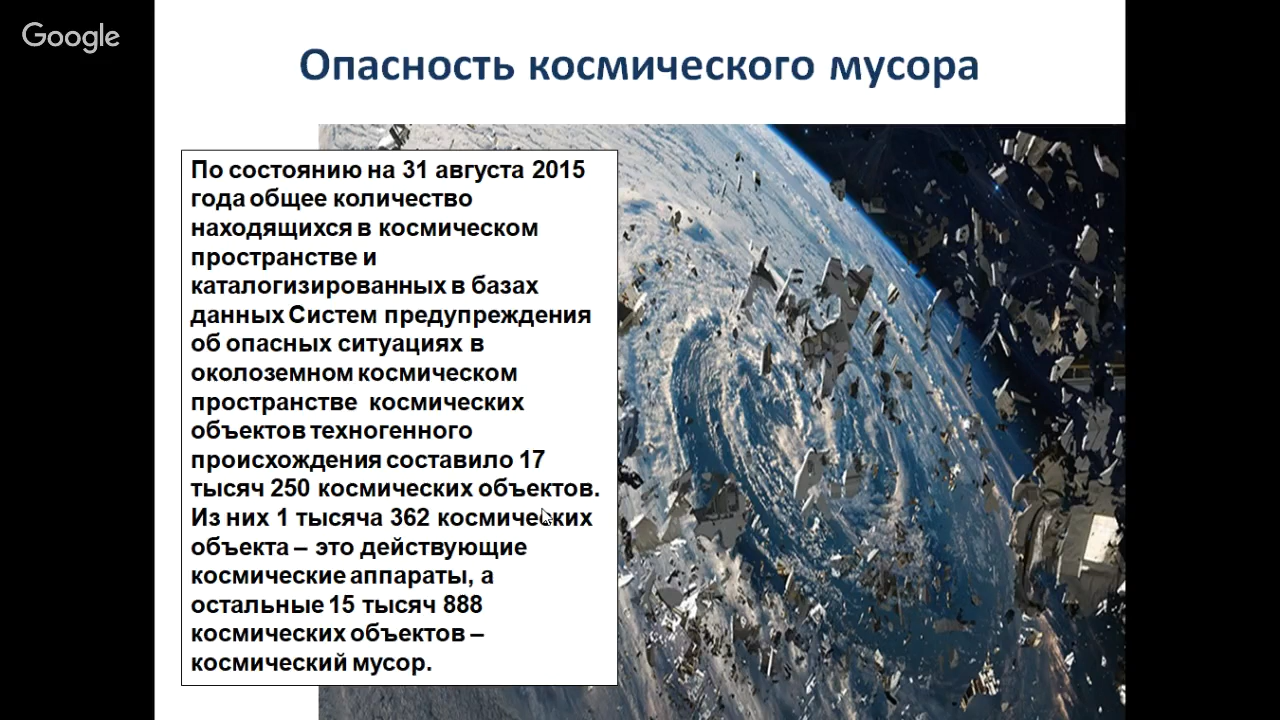 Google
Опасность космического мусора
По состоянию на 31 августа 2015
года общее количество
находящихся в космическом
пространстве и
каталогизированных в базах
данных Систем предупреждения
об опасных ситуациях в
околоземном космическом
пространстве космических
объектов техногенного
происхождения составило 17
тысяч 250 космических объектов.
Из них 1 тысяча 362 космических
объекта – это действующие
космические аппараты, а
остальные 15 тысяч 888
космических объектов –
космический мусор.